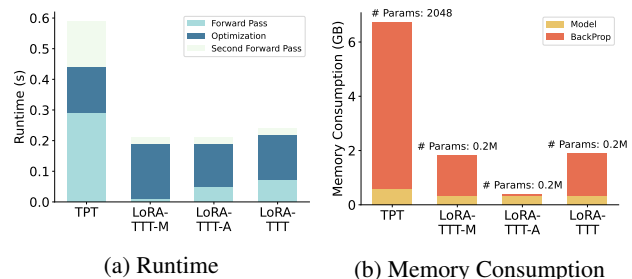 Runtime (s)
0.6
0.5
0.4
0.3
0.2
0.1
0.0
Forward Pass
Optimization
Second Forward Pass
TPT
LoRA-
TTT-M
LoRA-
TTT-A
LoRA-
TTT
(a) Runtime
Memory Consumption (GB)
6
4
2
0
# Params: 2048
Model
BackProp
# Params: 0.2M
# Params: 0.2M
# Params: 0.2M
TPT
LoRA-
TTT-M
LoRA-
TTT-A
LoRA-
TTT
(b) Memory Consumption